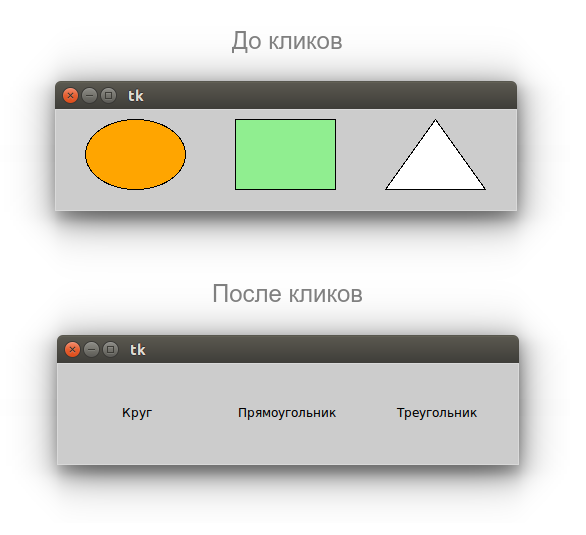 До кликов
tk
После кликов
tk
Круг Прямоугольник Треугольник